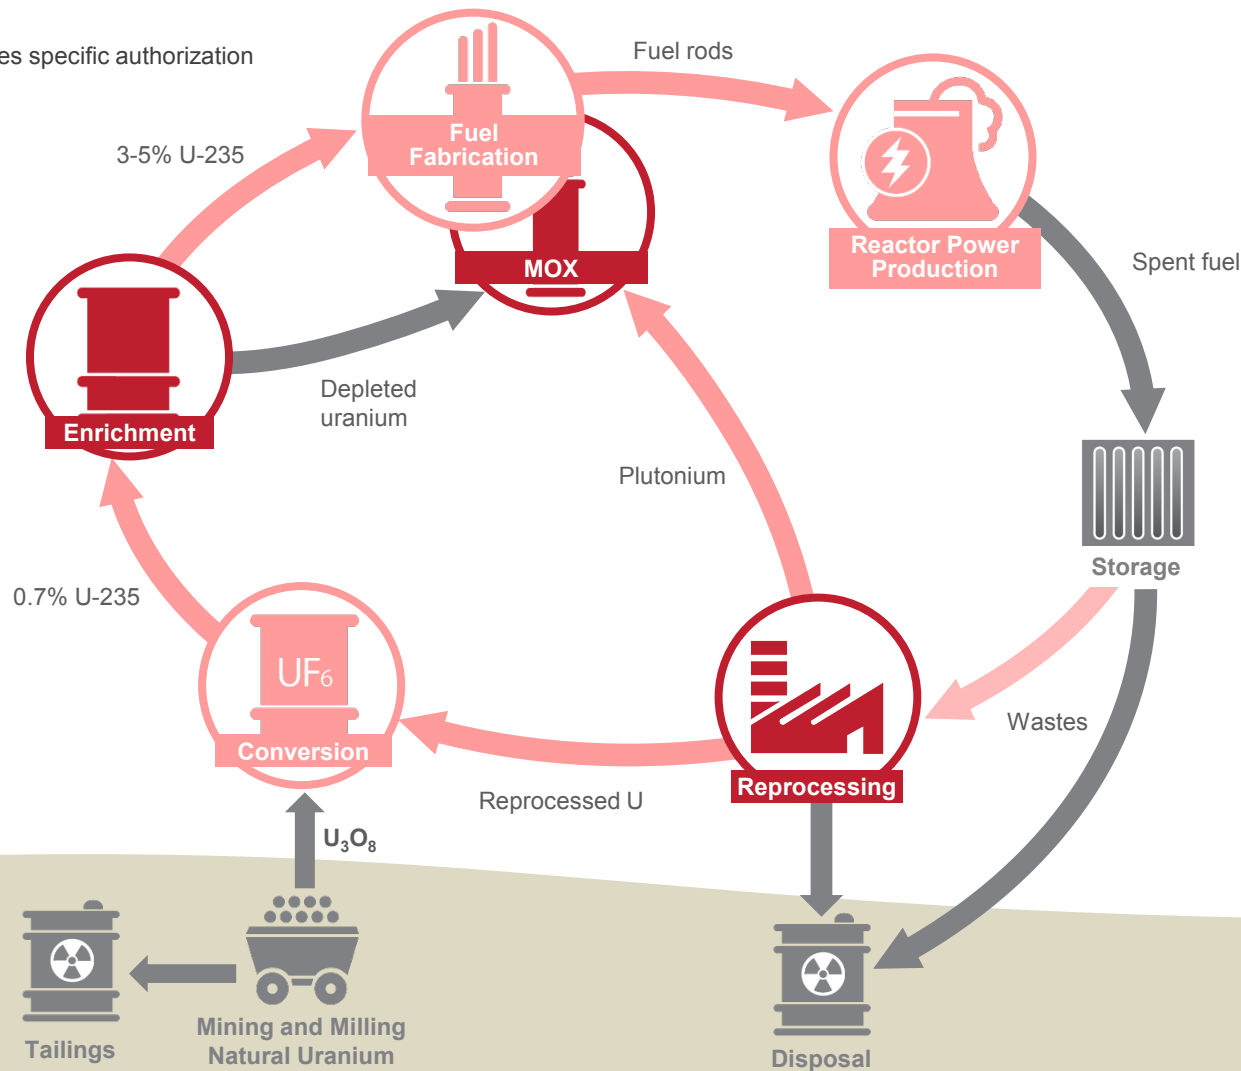 es specific authorization
Fuel rods
Fuel
Fabrication
3-5% U-235
Reactor Power
Production
MOX
Spent fuel
Depleted
uranium
Enrichment
Plutonium
Storage
0.7% U-235
UF₆
Wastes
Conversion
Reprocessing
Reprocessed U
U₃O₈
Mining and Milling
Natural Uranium
Tailings
Disposal